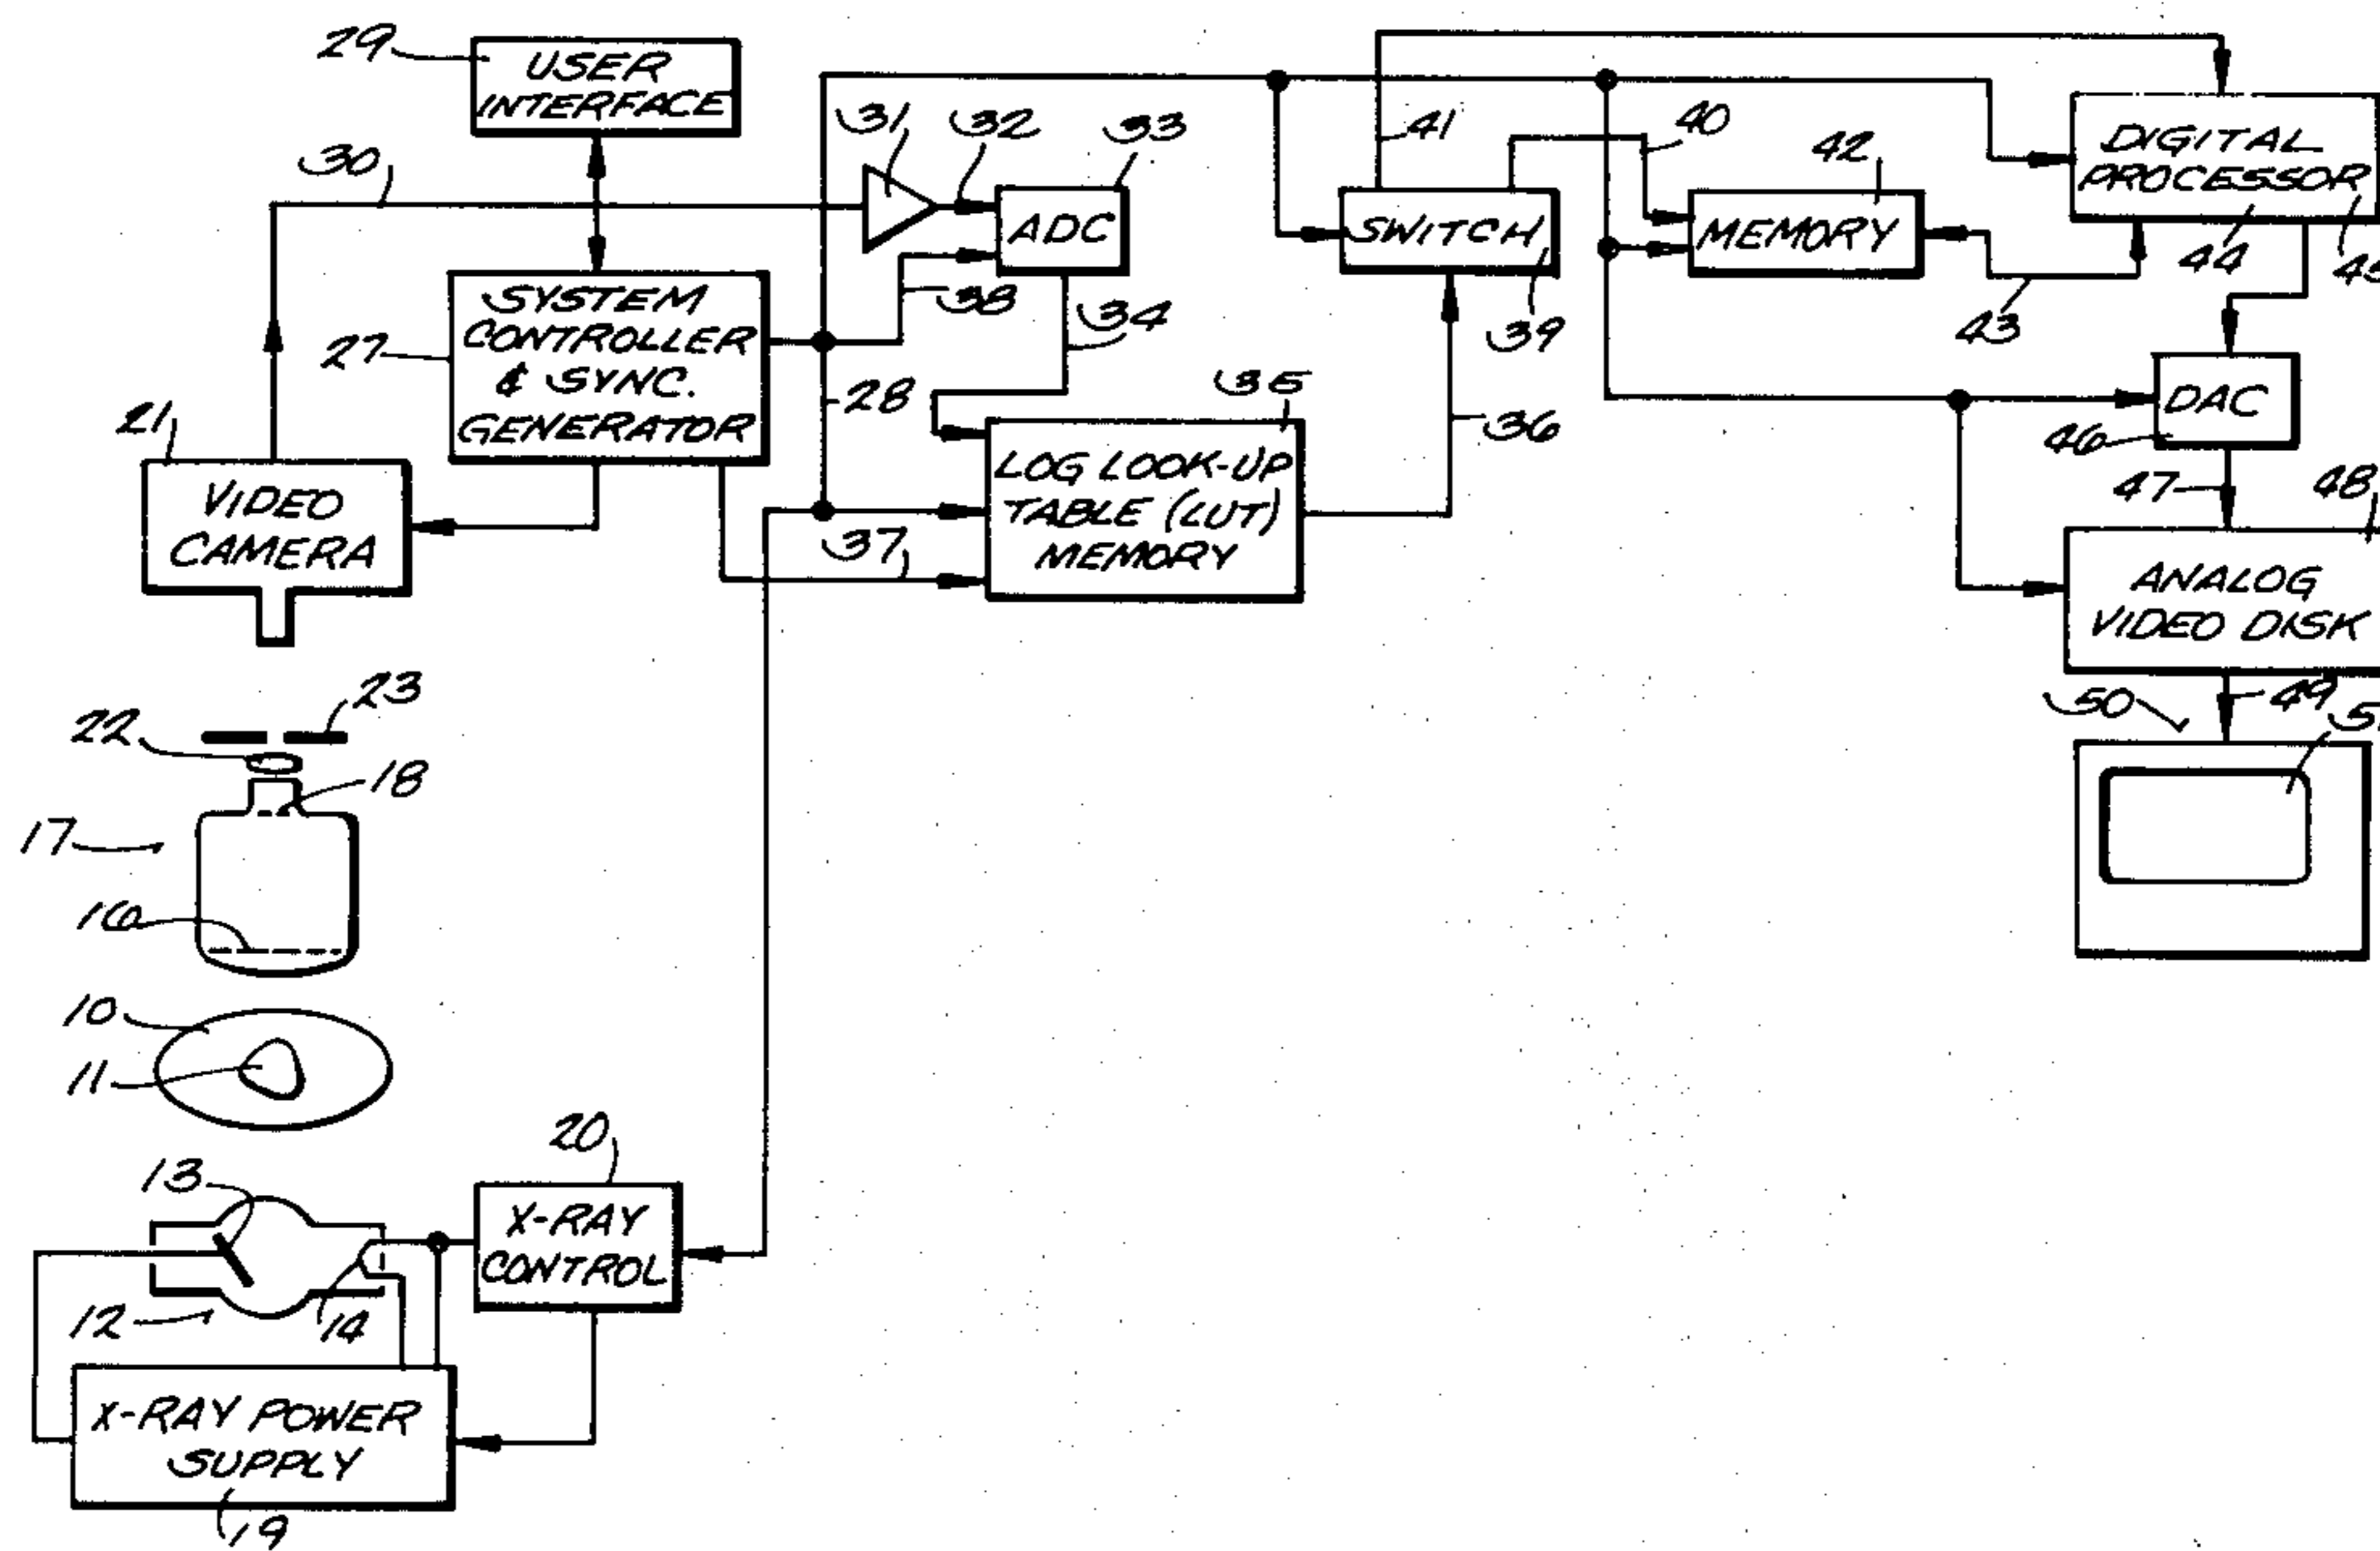 29
USER
INTERFACE
30
31
32
33
ADC
38
34
27
SYSTEM
CONTROLLER
& SYNC.
GENERATOR
28
21
VIDEO
CAMERA
35
LOG LOOK-UP
TABLE (LUT)
MEMORY
37
36
41
40
SWITCH
39
42
MEMORY
43
DIGITAL
PROCESSOR
44
DAC
46
47
48
ANALOG
VIDEO DISK
49
50
22
23
18
17
16
10
11
13
12
14
20
X-RAY
CONTROL
X-RAY POWER
SUPPLY
19